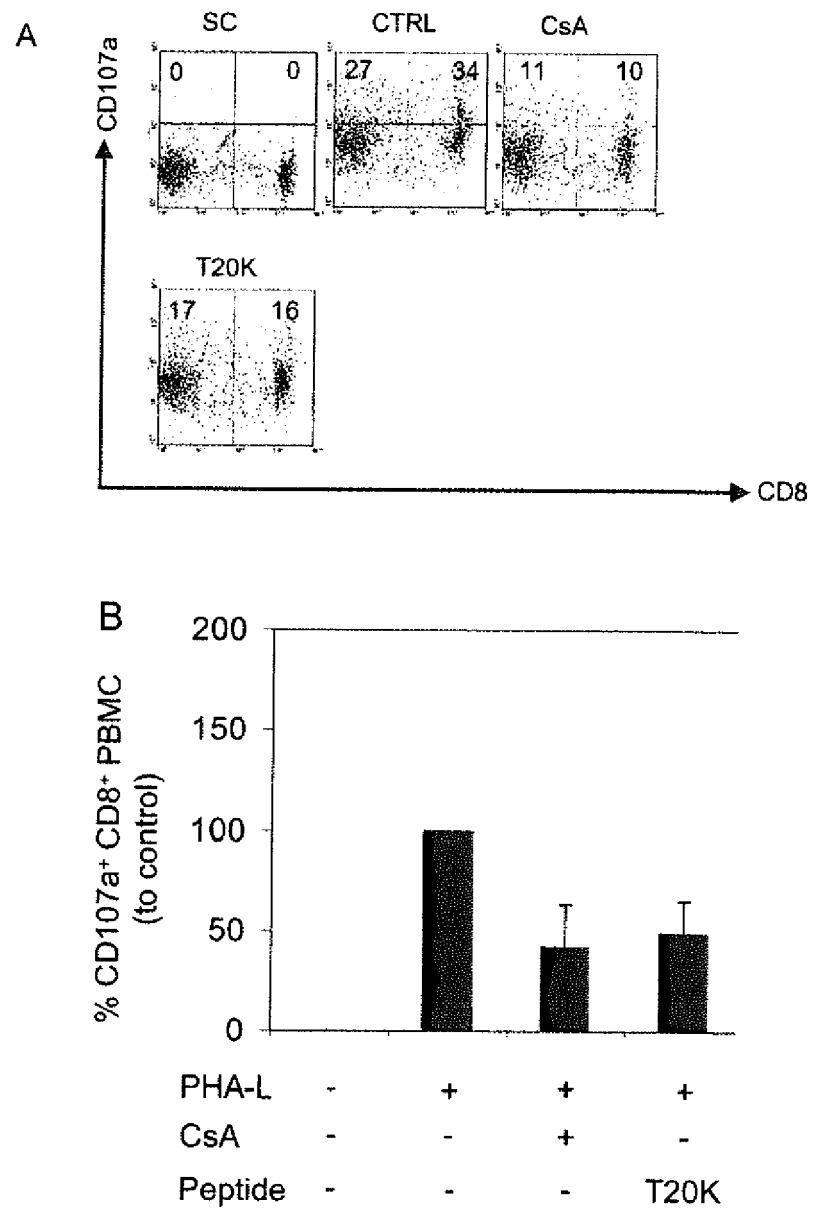 A
SC CTRL CsA
CD107a
0 0
27 34
11 10
T20K
17 16
CD8
B
% CD107a⁺ CD8⁺ PBMC
(to control)
200
150
100
50
0
PHA-L - + + +
CsA - - + -
Peptide - - - T20K